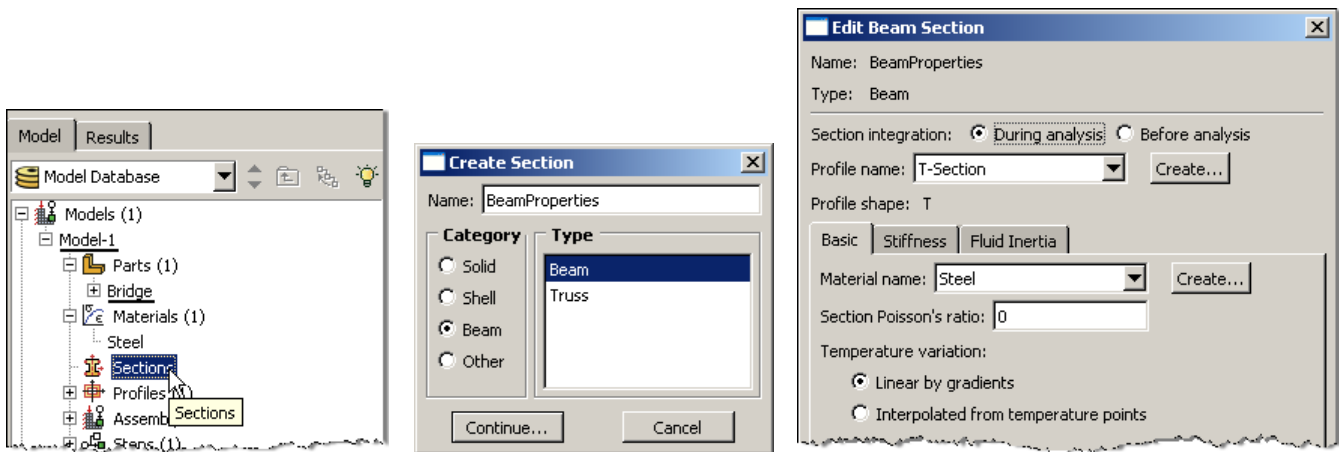 Model Results
Model Database
Models (1)
Model-1
Parts (1)
Bridge
Materials (1)
Steel
Sections
Profiles
Sections
Steps (1)
Create Section
Name: BeamProperties
Category
Solid
Shell
Beam
Other
Type
Beam
Truss
Continue... Cancel
Edit Beam Section
Name: BeamProperties
Type: Beam
Section integration: During analysis Before analysis
Profile name: T-Section Create...
Profile shape: T
Basic Stiffness Fluid Inertia
Material name: Steel Create...
Section Poisson's ratio: 0
Temperature variation:
Linear by gradients
Interpolated from temperature points